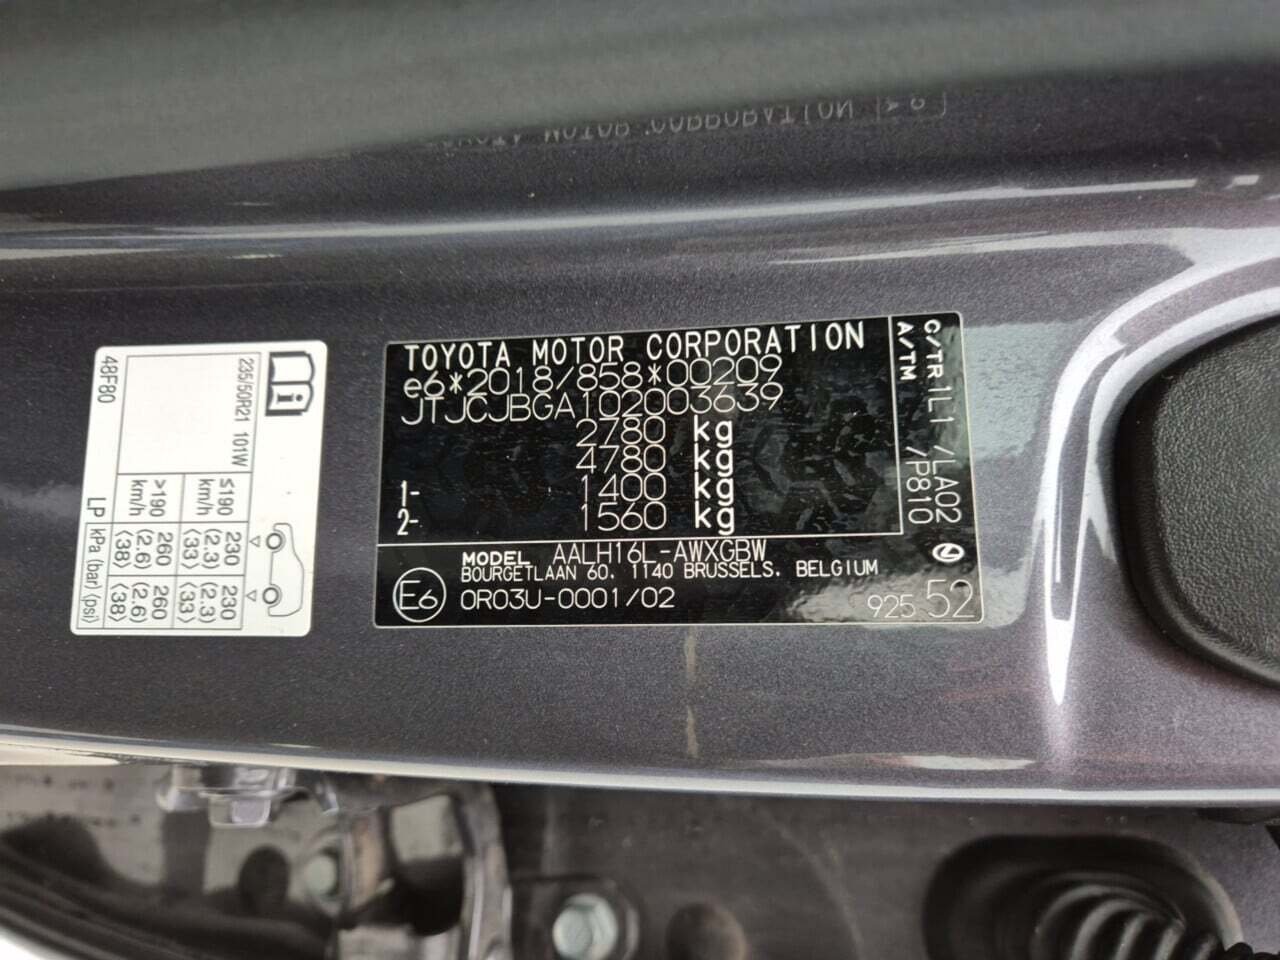 TOYOTA MOTOR CORPORATION
e6*2018/858*00209
JTJCJBGA102003639
2780 kg
4780 kg
1- 1400 kg
2- 1560 kg
C/TR 1L1 /LA02
A/TM /P810
MODEL AALH16L-AWXGBW
BOURGETLAAN 60, 1140 BRUSSELS, BELGIUM
E6 0R03U-0001/02
925 52
i
235/50R21 101W
≤190 km/h 230 (2.3) ⟨33⟩ 230 (2.3) ⟨33⟩
>190 km/h 260 (2.6) ⟨38⟩ 260 (2.6) ⟨38⟩
LP kPa (bar) ⟨psi⟩
48F80